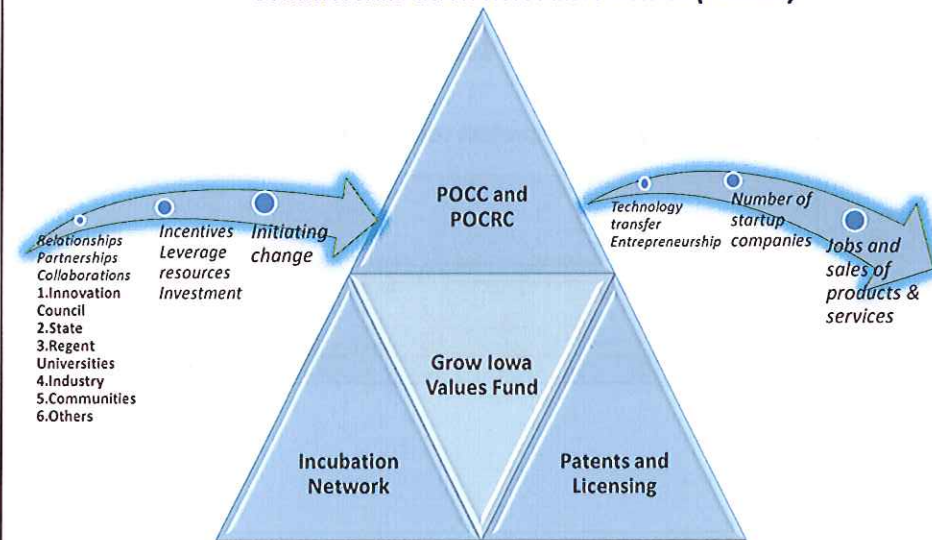 Relationships
Partnerships
Collaborations
1.Innovation
Council
2.State
3.Regent
Universities
4.Industry
5.Communities
6.Others
Incentives
Leverage
resources
Investment
Initiating
change
POCC and
POCRC
Technology
transfer
Entrepreneurship
Number of
startup
companies
Jobs and
sales of
products &
services
Grow Iowa
Values Fund
Incubation
Network
Patents and
Licensing